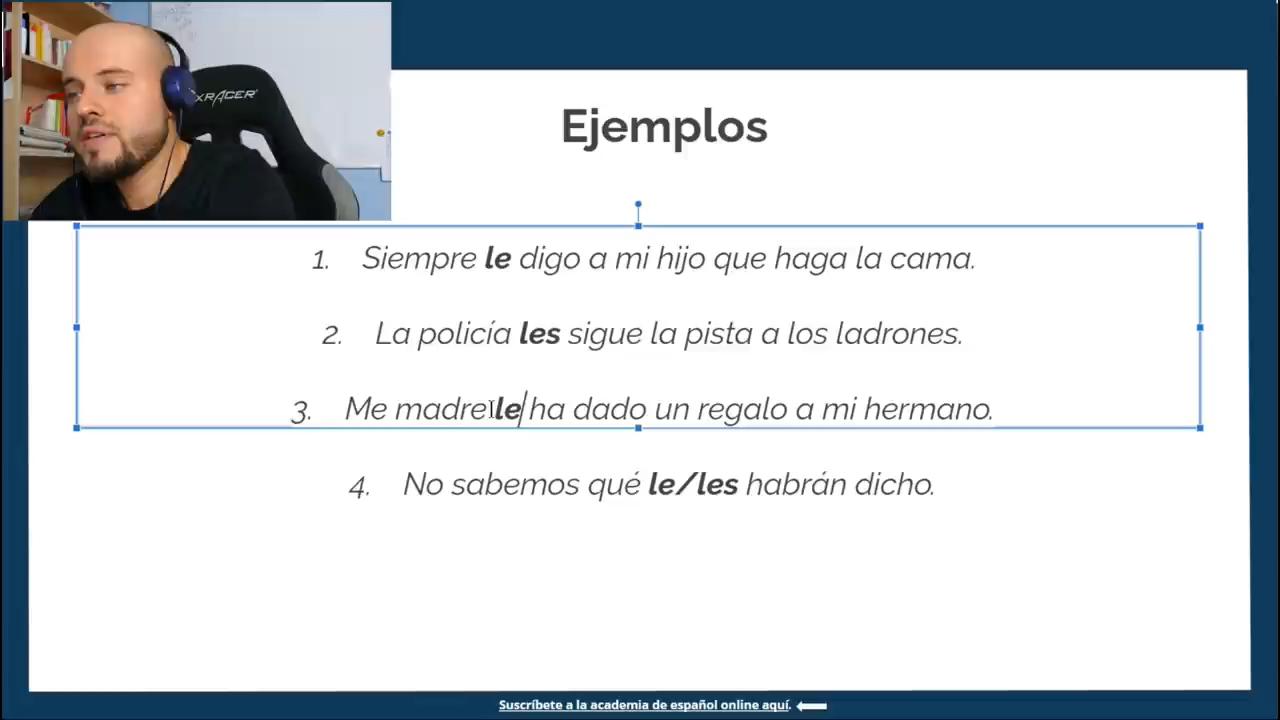 XRACER
Ejemplos
1. Siempre le digo a mi hijo que haga la cama.
2. La policía les sigue la pista a los ladrones.
3. Me madre le ha dado un regalo a mi hermano.
4. No sabemos qué le/les habrán dicho.
Suscríbete a la academia de español online aquí.